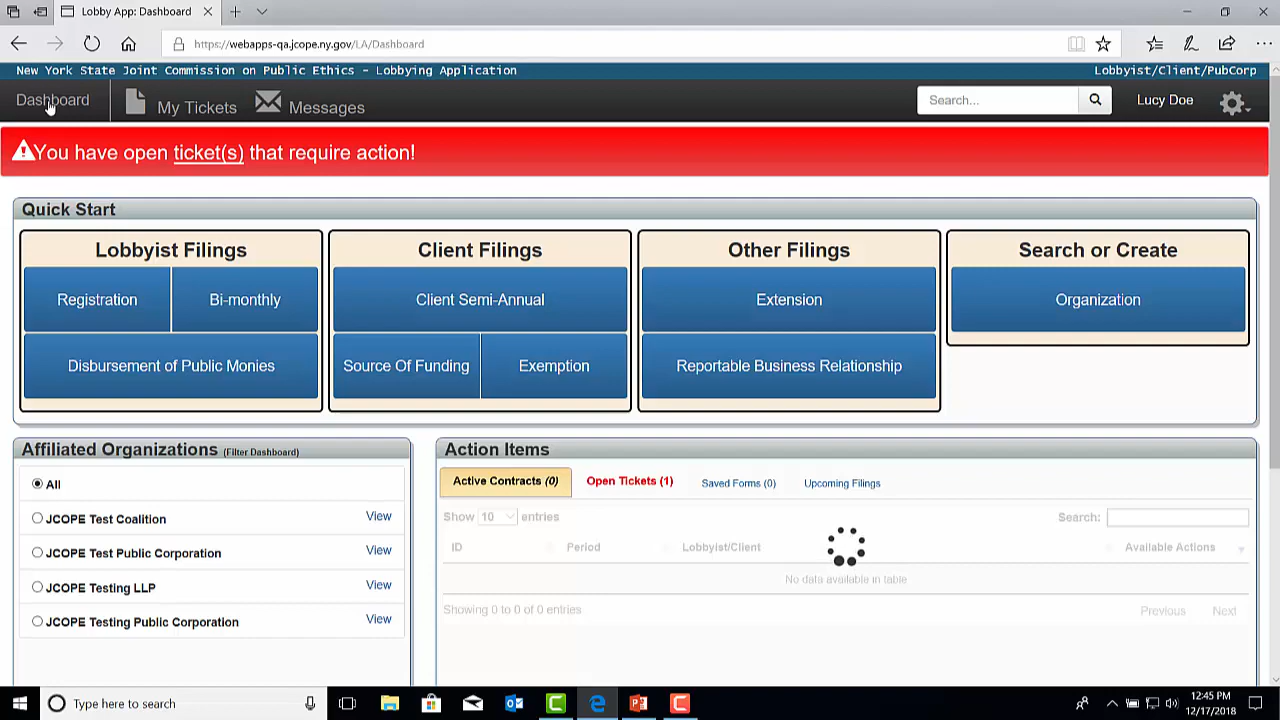 Lobby App: Dashboard
https://webapps-qa.jcope.ny.gov/LA/Dashboard
New York State Joint Commission on Public Ethics - Lobbying Application
Lobbyist/Client/PubCorp
Dashboard
My Tickets
Messages
Search...
Lucy Doe
You have open ticket(s) that require action!
Quick Start
Lobbyist Filings
Client Filings
Other Filings
Search or Create
Registration
Bi-monthly
Client Semi-Annual
Extension
Organization
Disbursement of Public Monies
Source Of Funding
Exemption
Reportable Business Relationship
Affiliated Organizations (Filter Dashboard)
All
JCOPE Test Coalition View
JCOPE Test Public Corporation View
JCOPE Testing LLP View
JCOPE Testing Public Corporation View
Action Items
Active Contracts (0)
Open Tickets (1)
Saved Forms (0)
Upcoming Filings
Show 10 entries
Search:
ID Period Lobbyist/Client Available Actions
No data available in table
Showing 0 to 0 of 0 entries
Previous Next
Type here to search
12:45 PM
12/17/2018